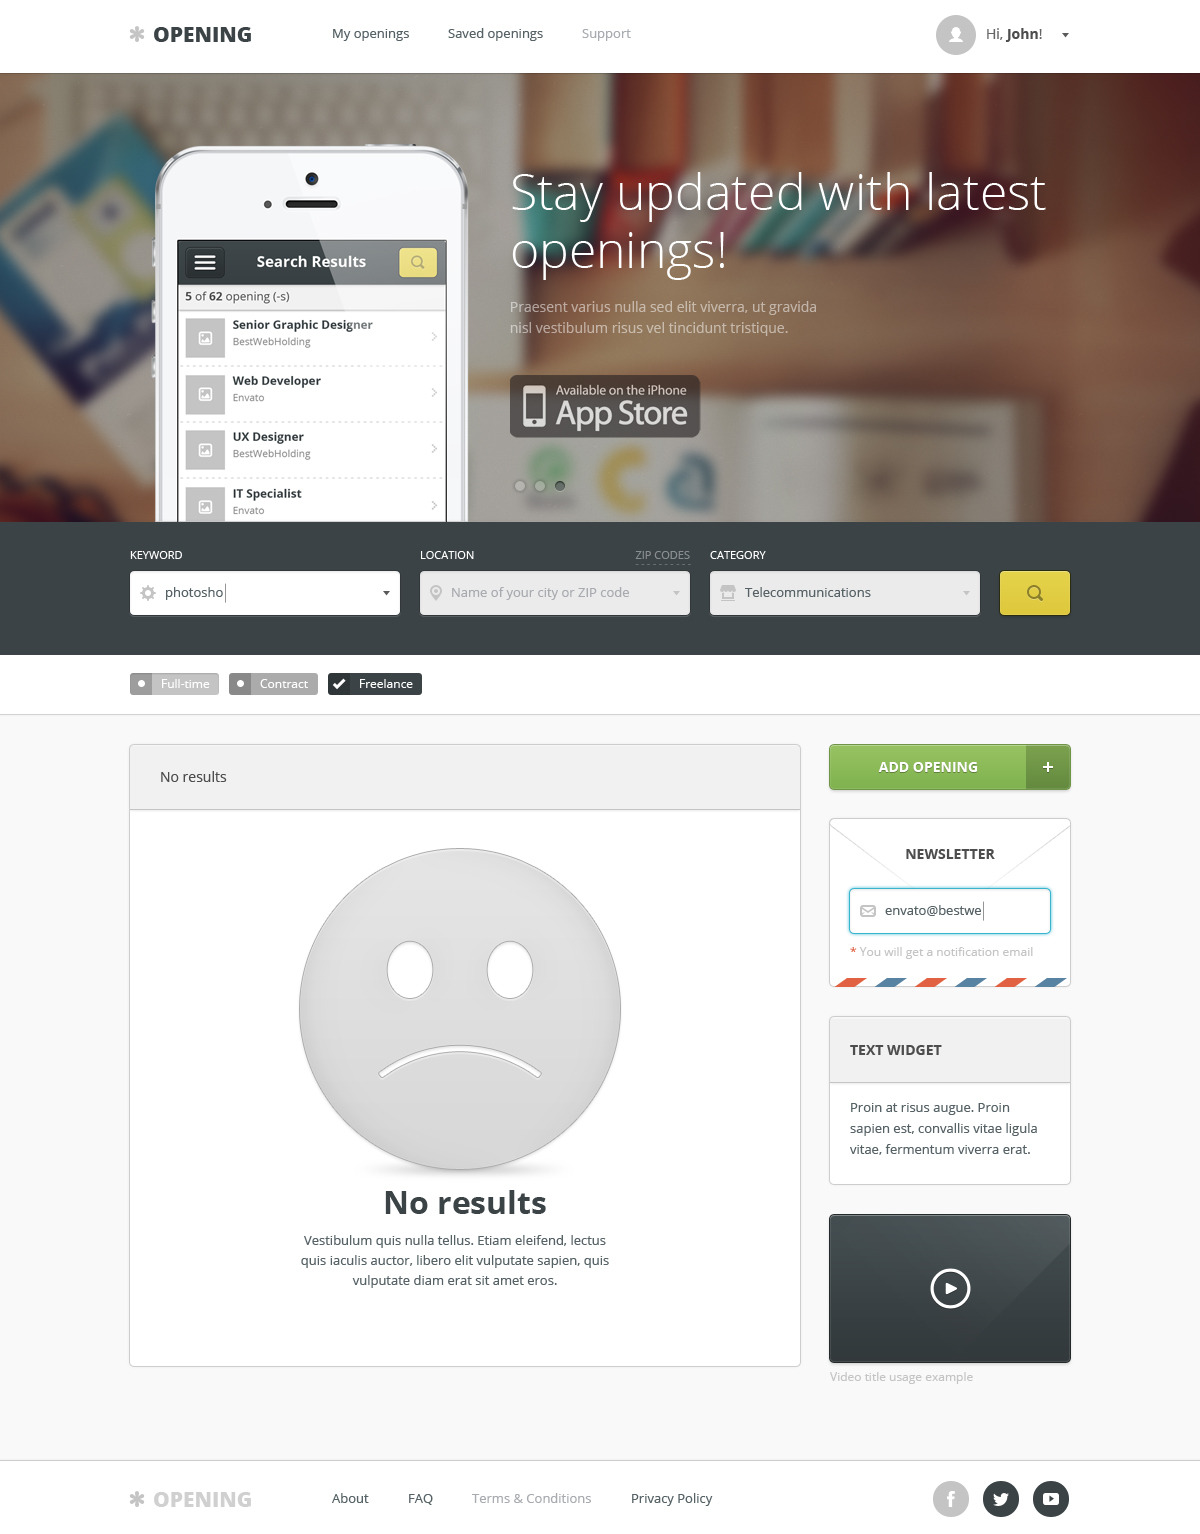 OPENING
My openings
Saved openings
Support
Hi, John!
Stay updated with latest
openings!
Praesent varius nulla sed elit viverra, ut gravida
nisl vestibulum risus vel tincidunt tristique.
Available on the iPhone
App Store
Search Results
5 of 62 opening (-s)
Senior Graphic Designer
BestWebHolding
Web Developer
Envato
UX Designer
BestWebHolding
IT Specialist
Envato
KEYWORD
photosho
LOCATION
ZIP CODES
Name of your city or ZIP code
CATEGORY
Telecommunications
Full-time
Contract
Freelance
No results
No results
Vestibulum quis nulla tellus. Etiam eleifend, lectus
quis iaculis auctor, libero elit vulputate sapien, quis
vulputate diam erat sit amet eros.
ADD OPENING +
NEWSLETTER
envato@bestwe
* You will get a notification email
TEXT WIDGET
Proin at risus augue. Proin
sapien est, convallis vitae ligula
vitae, fermentum viverra erat.
Video title usage example
OPENING
About
FAQ
Terms & Conditions
Privacy Policy